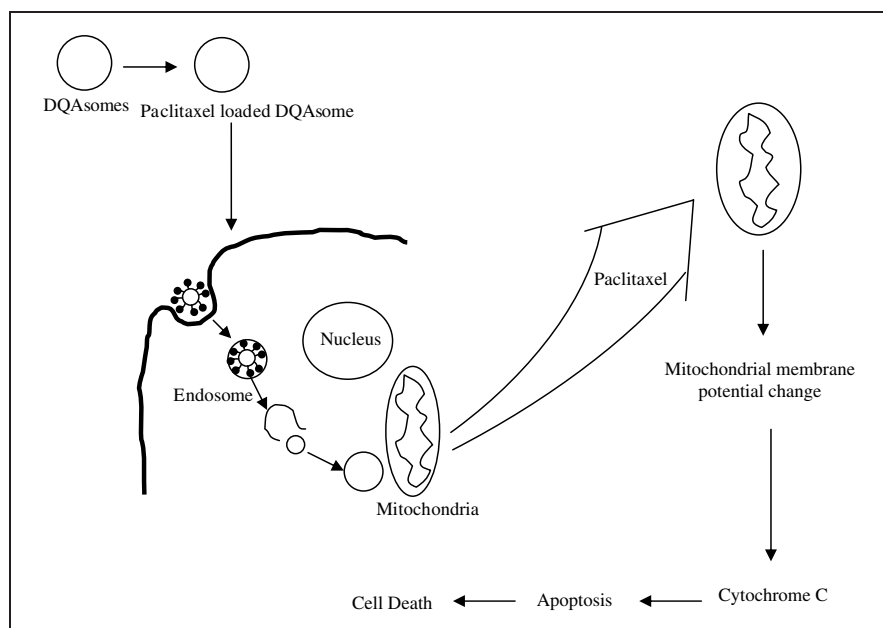 DQAsomes
Paclitaxel loaded DQAsome
Paclitaxel
Nucleus
Endosome
Mitochondria
Mitochondrial membrane
potential change
Cytochrome C
Apoptosis
Cell Death